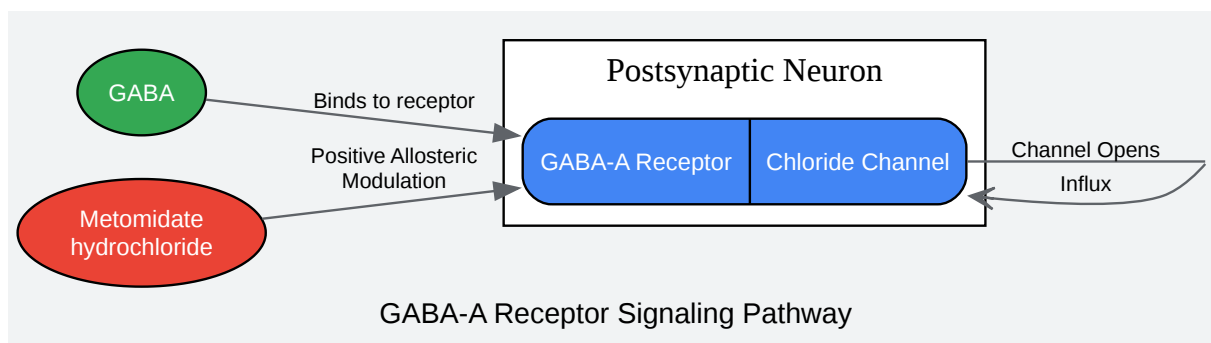 Postsynaptic Neuron
GABA
Binds to receptor
Positive Allosteric
Modulation
GABA-A Receptor
Chloride Channel
Channel Opens
Influx
Metomidate
hydrochloride
GABA-A Receptor Signaling Pathway